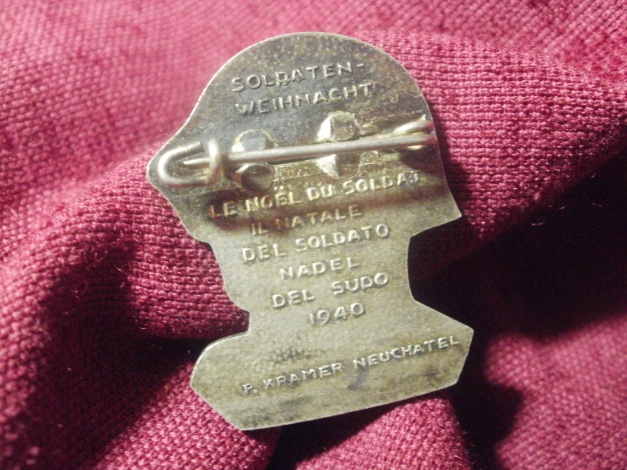 SOLDATEN-
WEIHNACHT
LE NOËL DU SOLDAT
IL NATALE
DEL SOLDATO
NADEL
DEL SUDO
1940
P. KRAMER NEUCHATEL